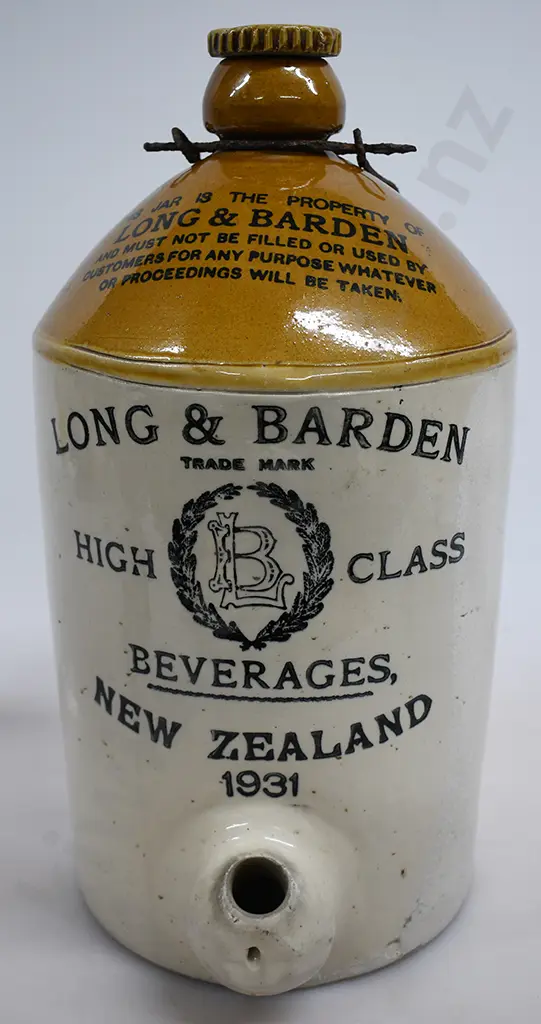 JAR IS THE PROPERTY OF
LONG & BARDEN
AND MUST NOT BE FILLED OR USED BY
CUSTOMERS FOR ANY PURPOSE WHATEVER
OR PROCEEDINGS WILL BE TAKEN.
LONG & BARDEN
TRADE MARK
HIGH LB CLASS
BEVERAGES,
NEW ZEALAND
1931
.nz